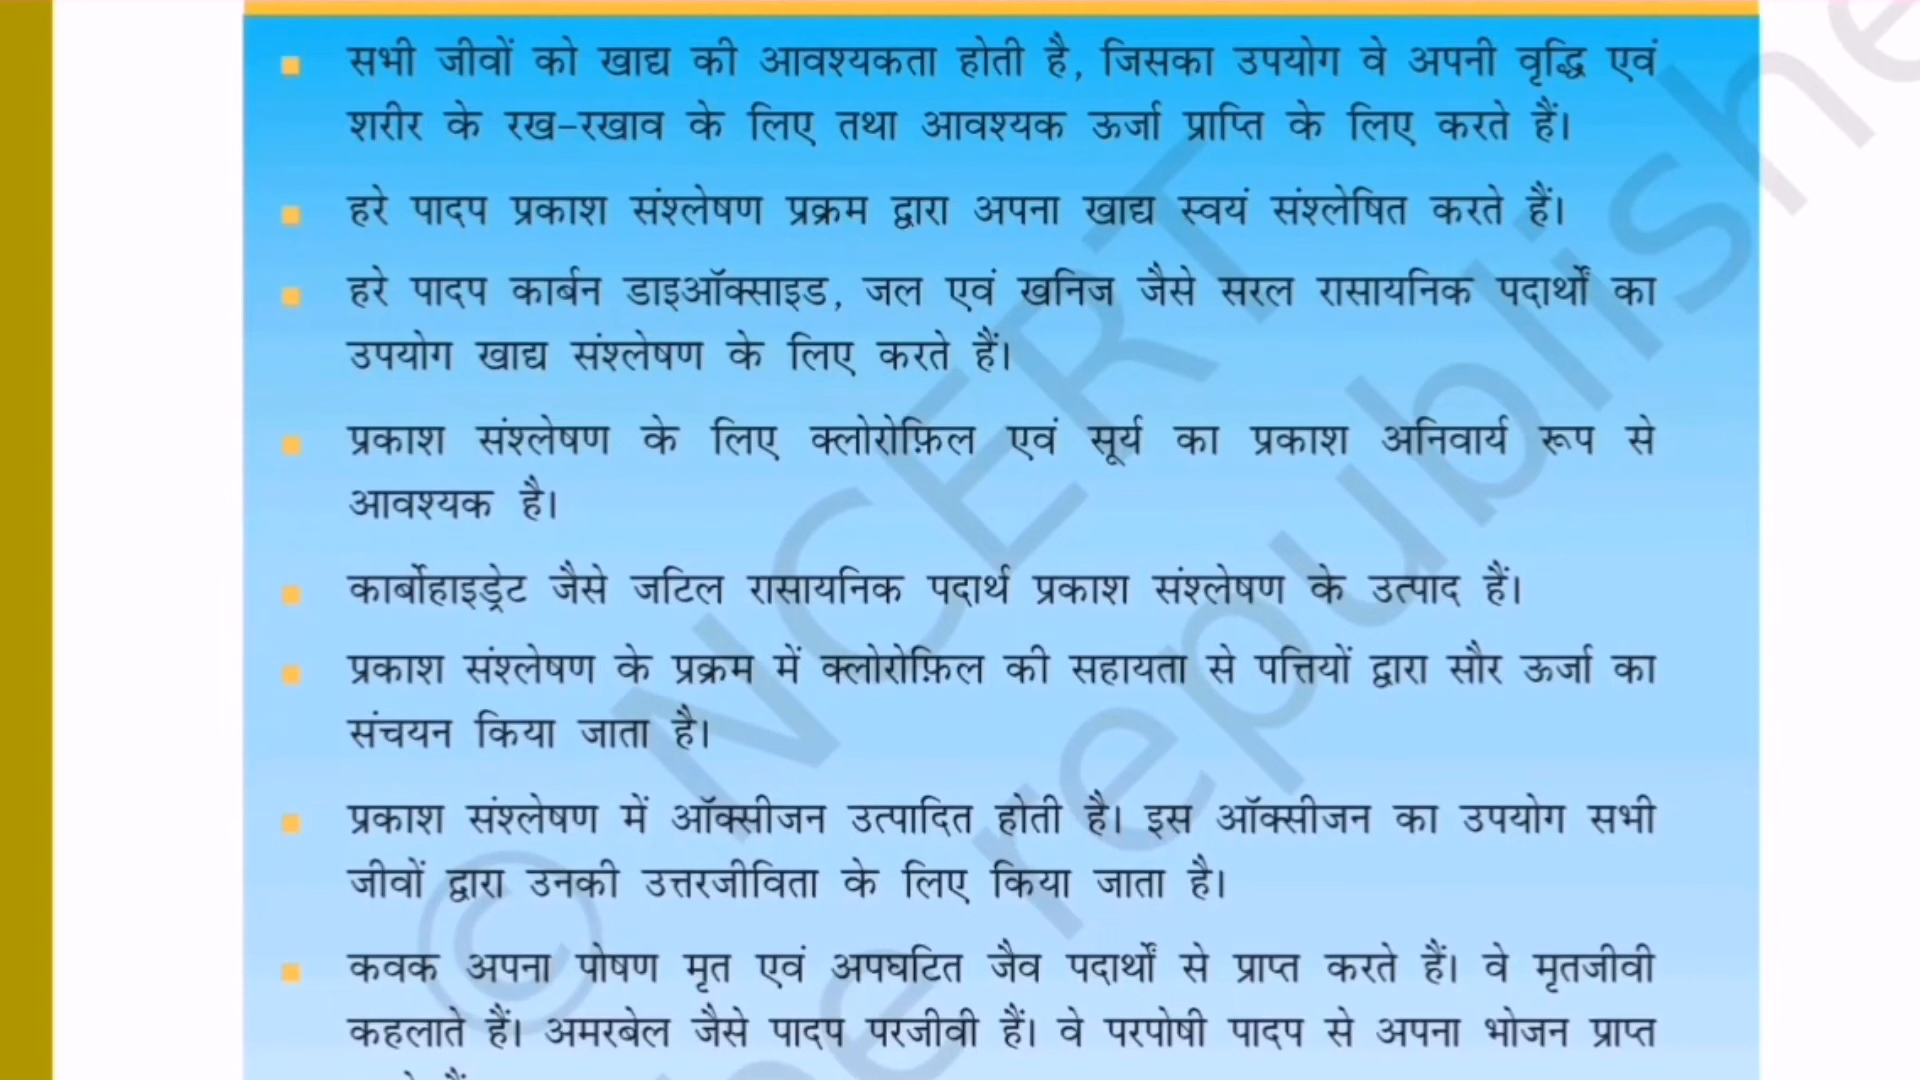 सभी जीवों को खाद्य की आवश्यकता होती है, जिसका उपयोग वे अपनी वृद्धि एवं
शरीर के रख-रखाव के लिए तथा आवश्यक ऊर्जा प्राप्ति के लिए करते हैं।
हरे पादप प्रकाश संश्लेषण प्रक्रम द्वारा अपना खाद्य स्वयं संश्लेषित करते हैं।
हरे पादप कार्बन डाइऑक्साइड, जल एवं खनिज जैसे सरल रासायनिक पदार्थों का
उपयोग खाद्य संश्लेषण के लिए करते हैं।
प्रकाश संश्लेषण के लिए क्लोरोफ़िल एवं सूर्य का प्रकाश अनिवार्य रूप से
आवश्यक है।
कार्बोहाइड्रेट जैसे जटिल रासायनिक पदार्थ प्रकाश संश्लेषण के उत्पाद हैं।
प्रकाश संश्लेषण के प्रक्रम में क्लोरोफ़िल की सहायता से पत्तियों द्वारा सौर ऊर्जा का
संचयन किया जाता है।
प्रकाश संश्लेषण में ऑक्सीजन उत्पादित होती है। इस ऑक्सीजन का उपयोग सभी
जीवों द्वारा उनकी उत्तरजीविता के लिए किया जाता है।
कवक अपना पोषण मृत एवं अपघटित जैव पदार्थों से प्राप्त करते हैं। वे मृतजीवी
कहलाते हैं। अमरबेल जैसे पादप परजीवी हैं। वे परपोषी पादप से अपना भोजन प्राप्त
© NCERT
be republishe